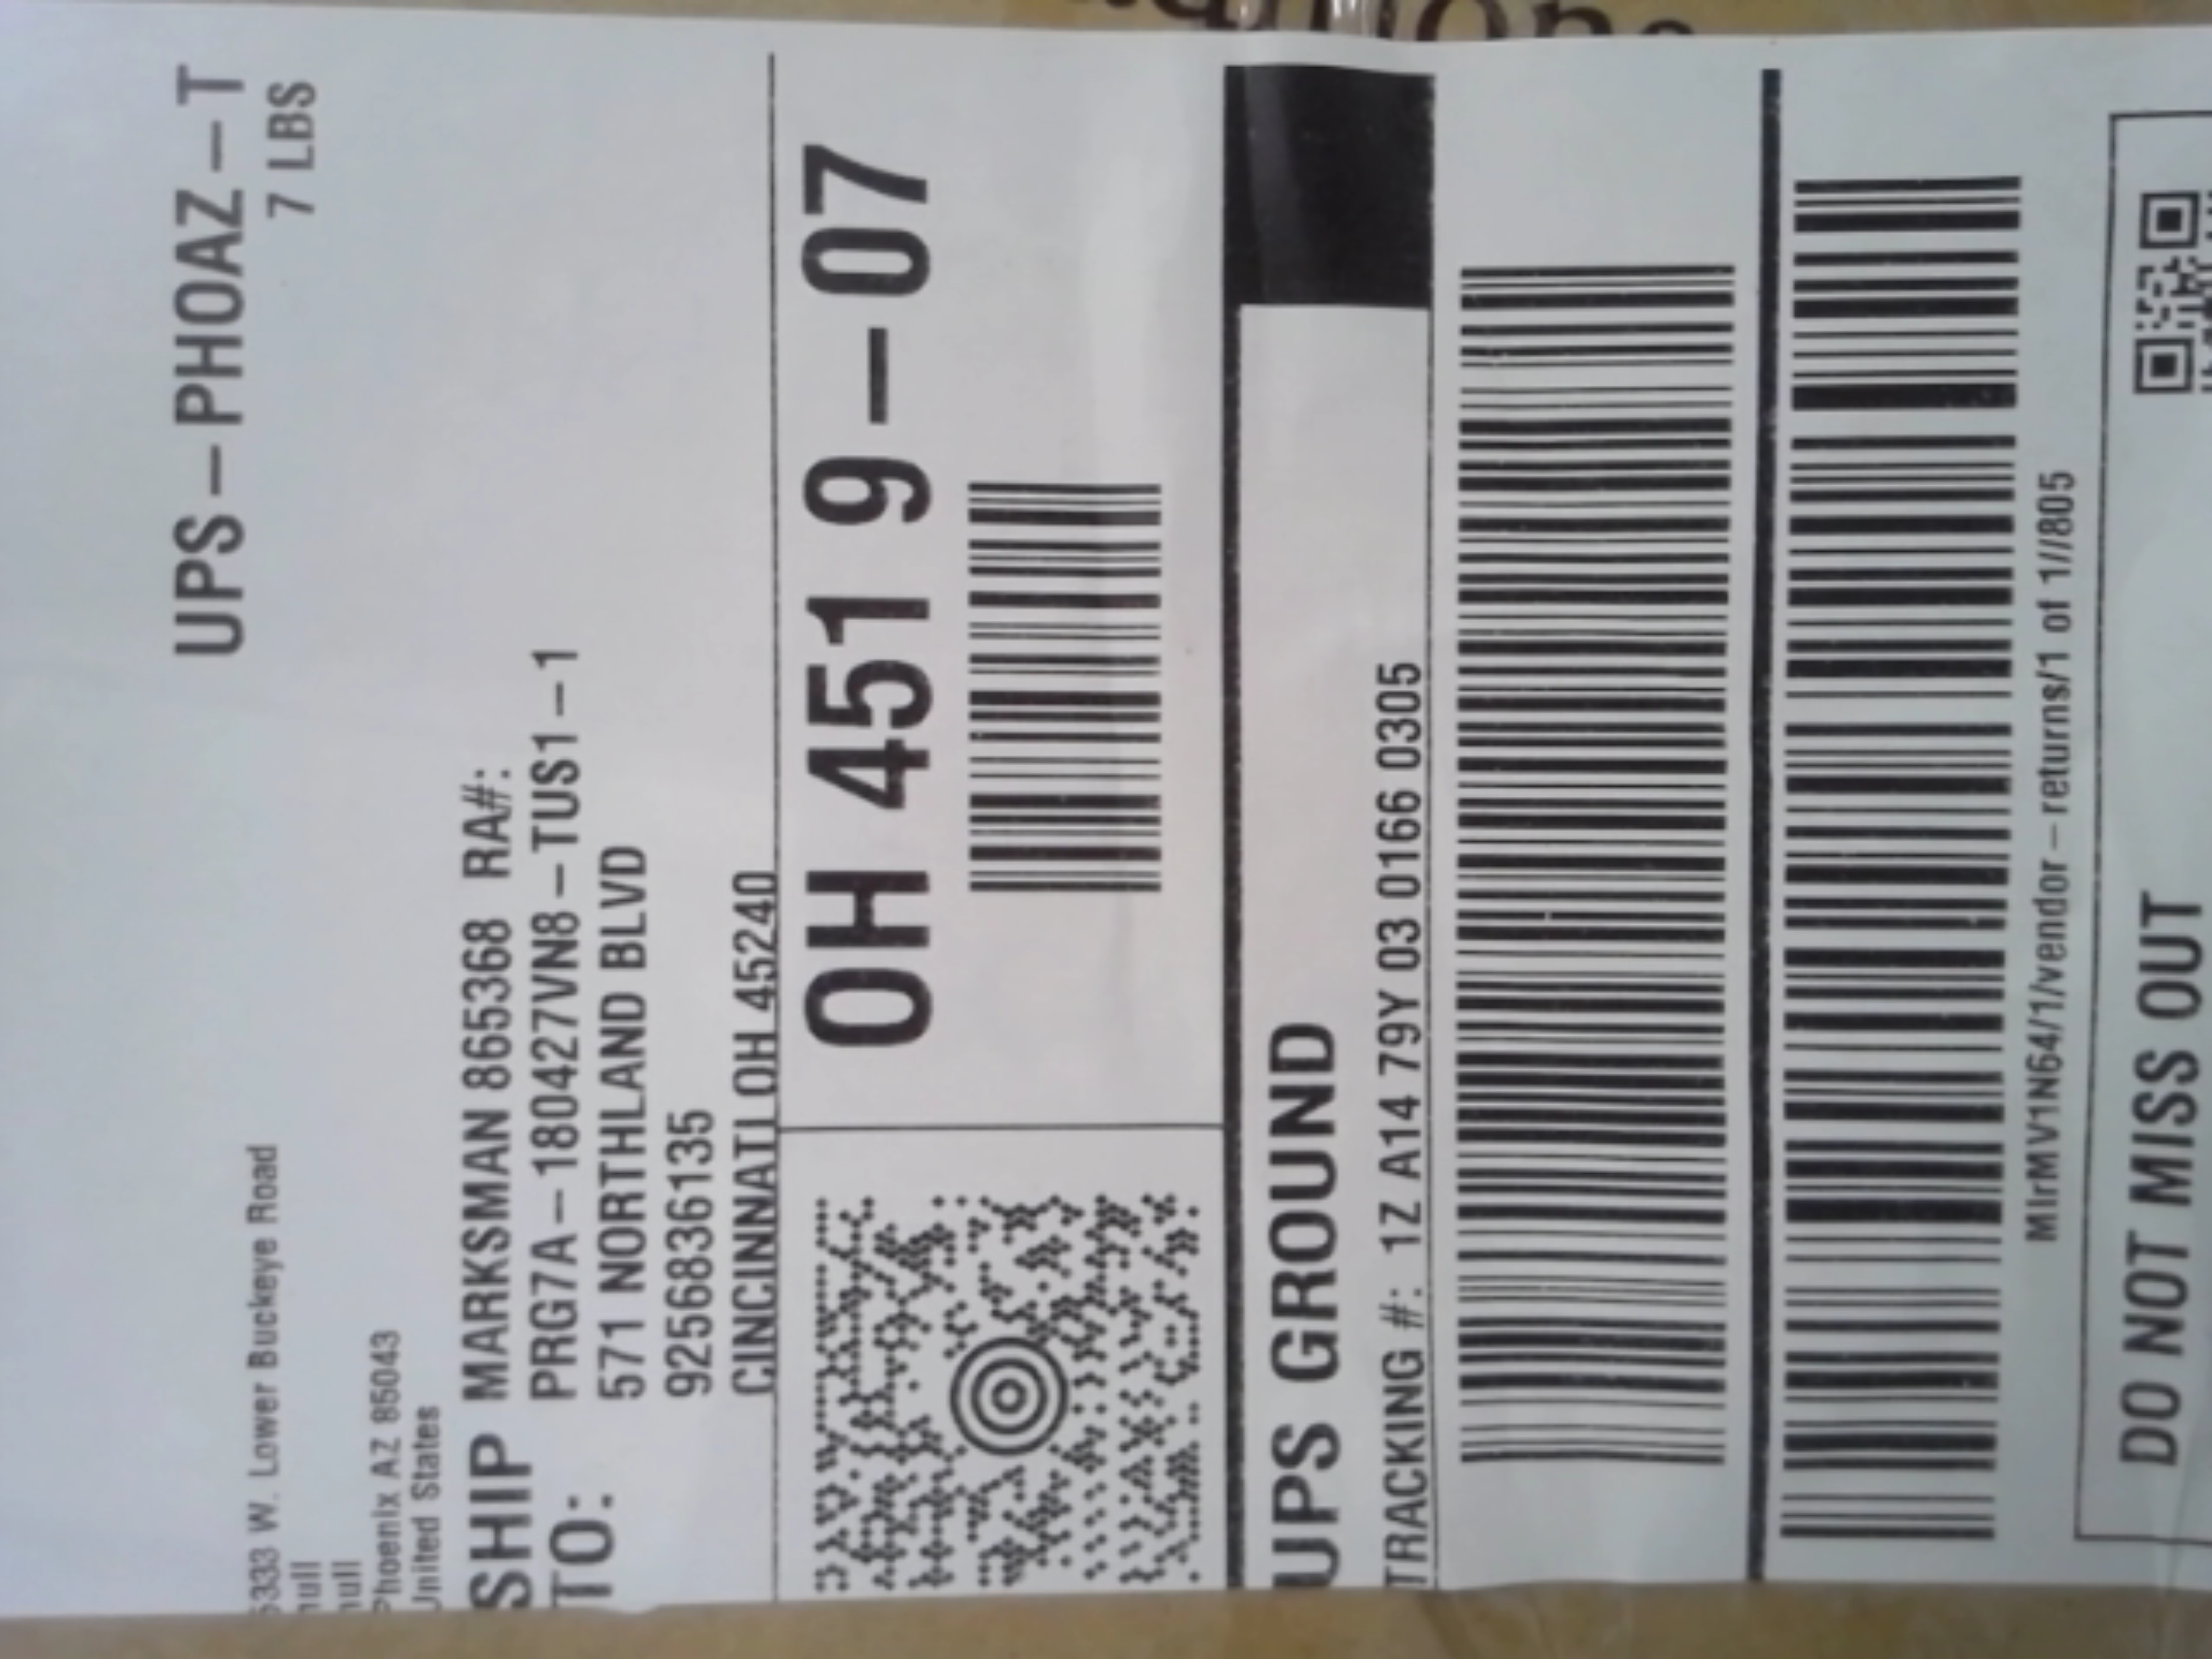 UPS-PHOAZ-T
7 LBS
5333 W. Lower Buckeye Road
null
null
Phoenix AZ 85043
United States
SHIP TO:
MARKSMAN 865368 RA#:
PRG7A-180427VN8-TUS1-1
571 NORTHLAND BLVD
9256836135
CINCINNATI OH 45240
OH 451 9-07
UPS GROUND
TRACKING #: 1Z A14 79Y 03 0166 0305
MIrMV1N64/1/vendor-returns/1 of 1//805
DO NOT MISS OUT